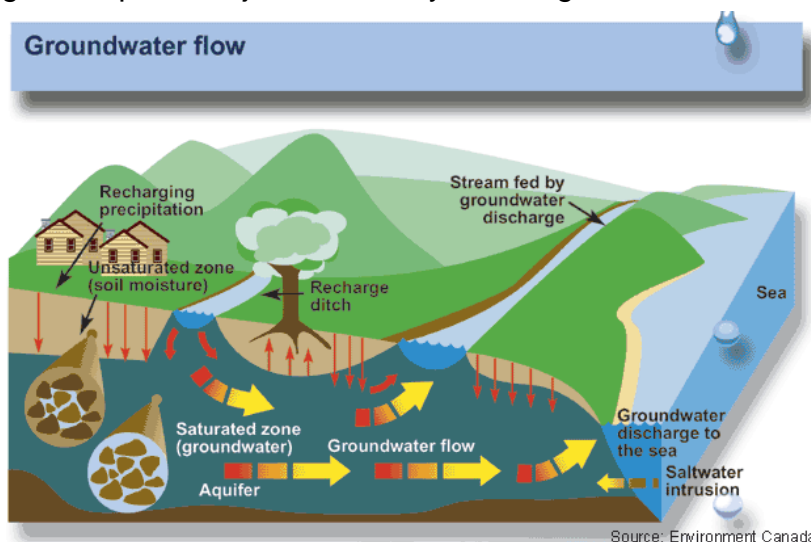 Groundwater flow
Recharging
precipitation
Unsaturated zone
(soil moisture)
Recharge
ditch
Stream fed by
groundwater
discharge
Sea
Saturated zone
(groundwater)
Groundwater flow
Aquifer
Groundwater
discharge to
the sea
Saltwater
intrusion
Source: Environment Canada